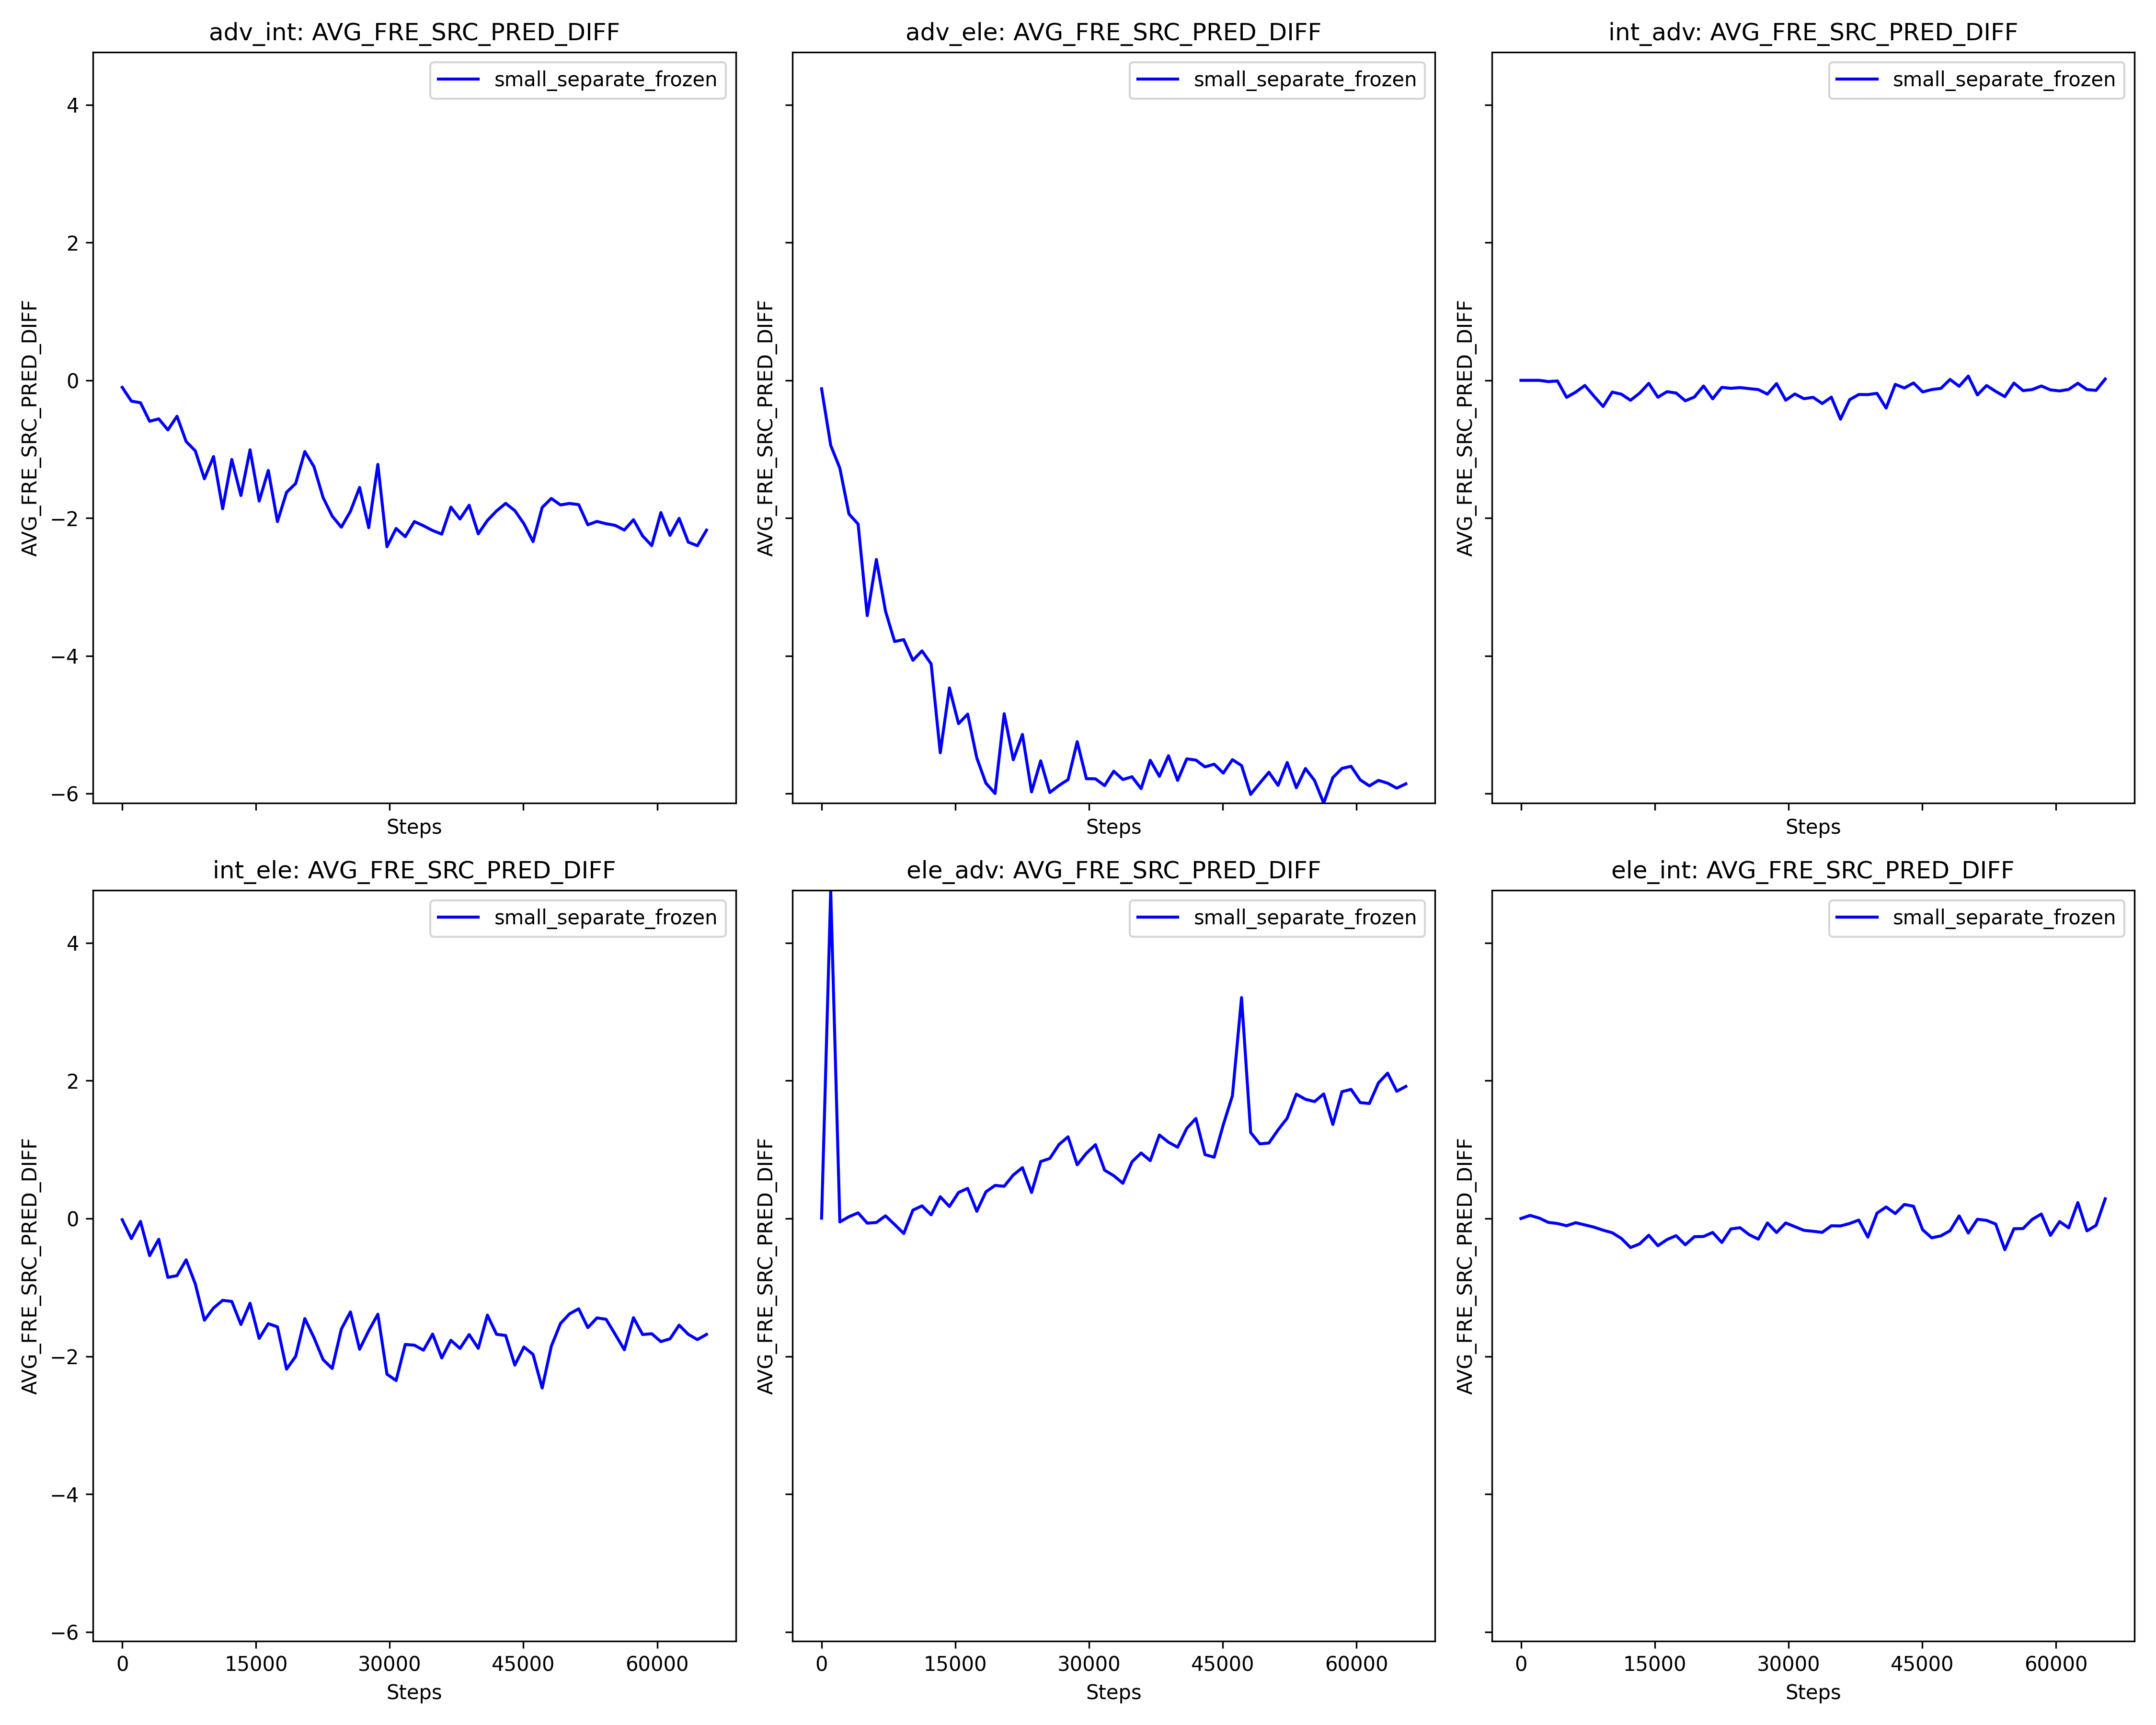 adv_int: AVG_FRE_SRC_PRED_DIFF
small_separate_frozen
AVG_FRE_SRC_PRED_DIFF
4
2
0
−2
−4
−6
Steps
adv_ele: AVG_FRE_SRC_PRED_DIFF
small_separate_frozen
AVG_FRE_SRC_PRED_DIFF
Steps
int_adv: AVG_FRE_SRC_PRED_DIFF
small_separate_frozen
AVG_FRE_SRC_PRED_DIFF
Steps
int_ele: AVG_FRE_SRC_PRED_DIFF
small_separate_frozen
AVG_FRE_SRC_PRED_DIFF
4
2
0
−2
−4
−6
0 15000 30000 45000 60000
Steps
ele_adv: AVG_FRE_SRC_PRED_DIFF
small_separate_frozen
AVG_FRE_SRC_PRED_DIFF
0 15000 30000 45000 60000
Steps
ele_int: AVG_FRE_SRC_PRED_DIFF
small_separate_frozen
AVG_FRE_SRC_PRED_DIFF
0 15000 30000 45000 60000
Steps